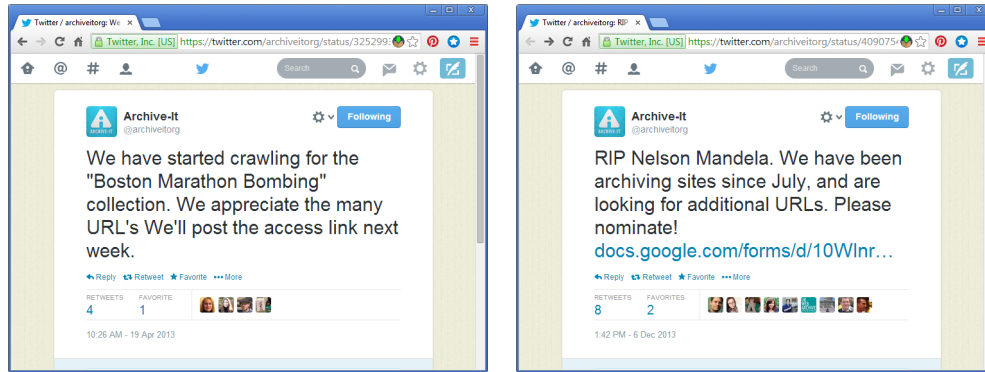 Twitter / archiveitorg: We
Twitter, Inc. [US] https://twitter.com/archiveitorg/status/325299
@ #
Search
ARCHIVE-IT
Archive-It
@archiveitorg
Following
We have started crawling for the
"Boston Marathon Bombing"
collection. We appreciate the many
URL's We'll post the access link next
week.
Reply Retweet Favorite More
RETWEETS FAVORITE
4 1
10:26 AM - 19 Apr 2013
Twitter / archiveitorg: RIP
Twitter, Inc. [US] https://twitter.com/archiveitorg/status/409075
@ #
Search
ARCHIVE-IT
Archive-It
@archiveitorg
Following
RIP Nelson Mandela. We have been
archiving sites since July, and are
looking for additional URLs. Please
nominate!
docs.google.com/forms/d/10WInr…
Reply Retweet Favorite More
RETWEETS FAVORITES
8 2
1:42 PM - 6 Dec 2013